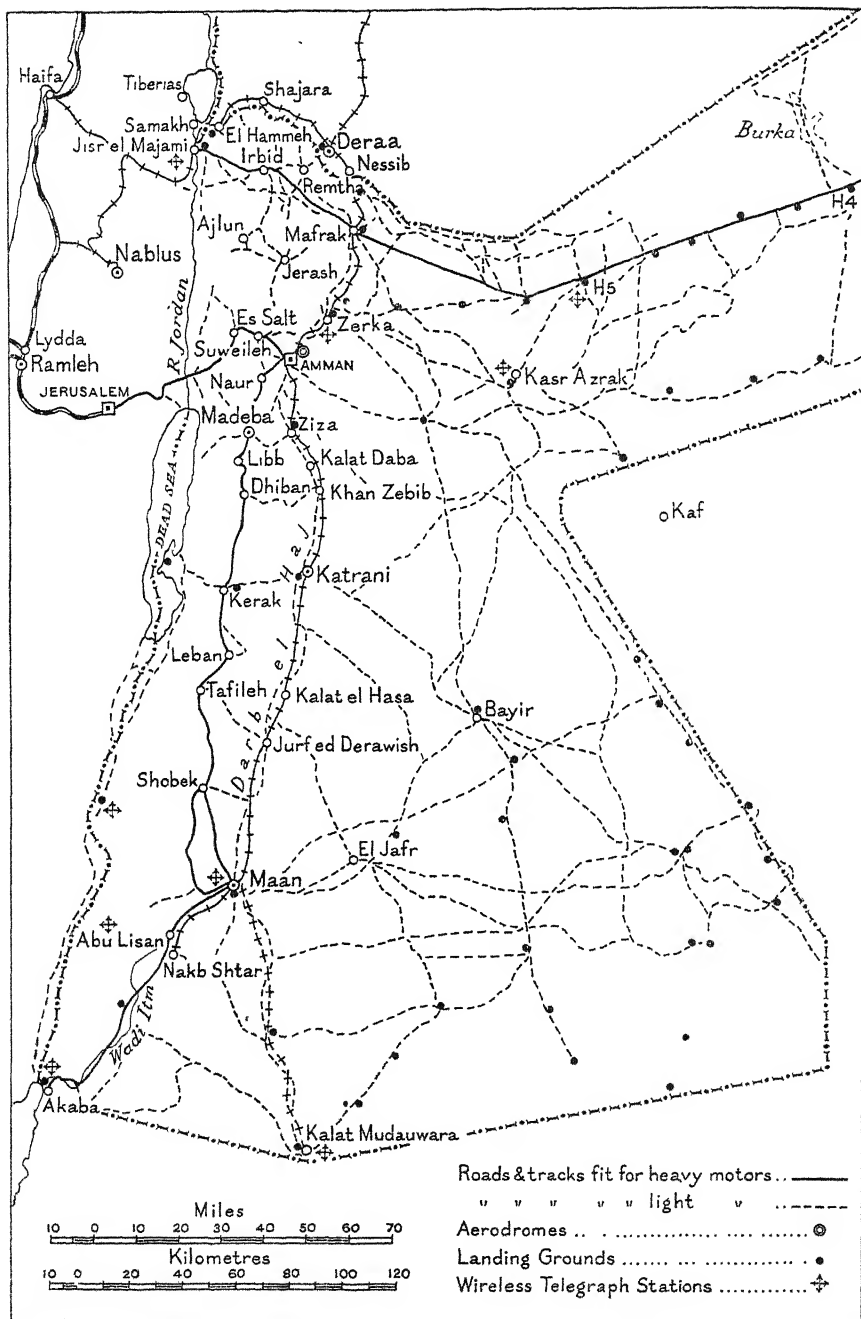 Haifa
Tiberias
Shajara
Samakh
El Hammeh
Deraa
Jisr el Majami
Irbid
Nessib
Remtha
Burka
H4
Ajlun
Mafrak
Nablus
Jerash
H5
R. Jordan
Es Salt
Zerka
Lydda
Suweileh
Ramleh
AMMAN
Naur
Kasr Azrak
JERUSALEM
Madeba
Ziza
Libb
Kalat Daba
Dhiban
Khan Zebib
DEAD SEA
Kaf
Katrani
Kerak
Leban
Tafileh
Kalat el Hasa
Bayir
Darb el Haj
Jurf ed Derawish
Shobek
El Jafr
Maan
Abu Lisan
Nakb Shtar
Wadi Itm
Akaba
Kalat Mudauwara
Roads & tracks fit for heavy motors ..
" " " " " light " ..
Aerodromes .. . ................. .... ....
Landing Grounds ...... ... .... .......
Wireless Telegraph Stations ............
Miles
10 0 10 20 30 40 50 60 70
Kilometres
10 0 20 40 60 80 100 120